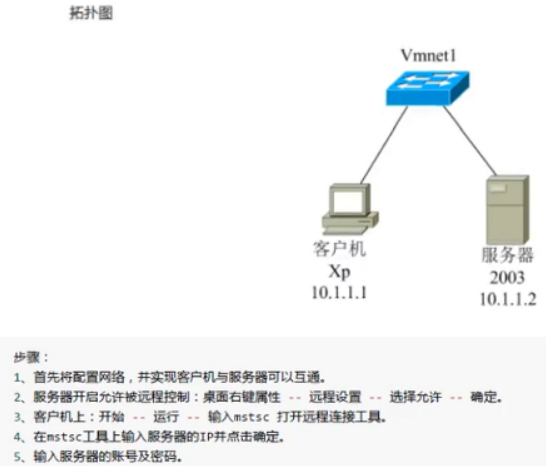 拓扑图
Vmnet1
客户机
Xp
10.1.1.1
服务器
2003
10.1.1.2
步骤：
1、首先将配置网络，并实现客户机与服务器可以互通。
2、服务器开启允许被远程控制：桌面右键属性 -- 远程设置 -- 选择允许 -- 确定。
3、客户机上：开始 -- 运行 -- 输入mstsc 打开远程连接工具。
4、在mstsc工具上输入服务器的IP并点击确定。
5、输入服务器的账号及密码。